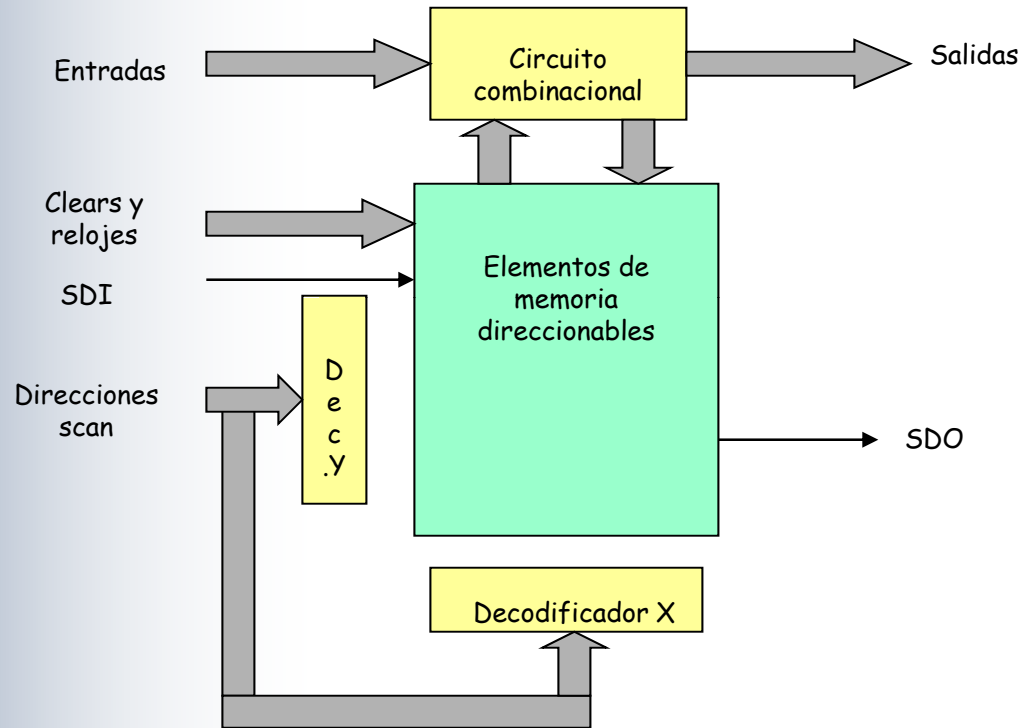 Entradas
Circuito
combinacional
Salidas
Clears y
relojes
SDI
Elementos de
memoria
direccionables
Direcciones
scan
D
e
c
.Y
SDO
Decodificador X